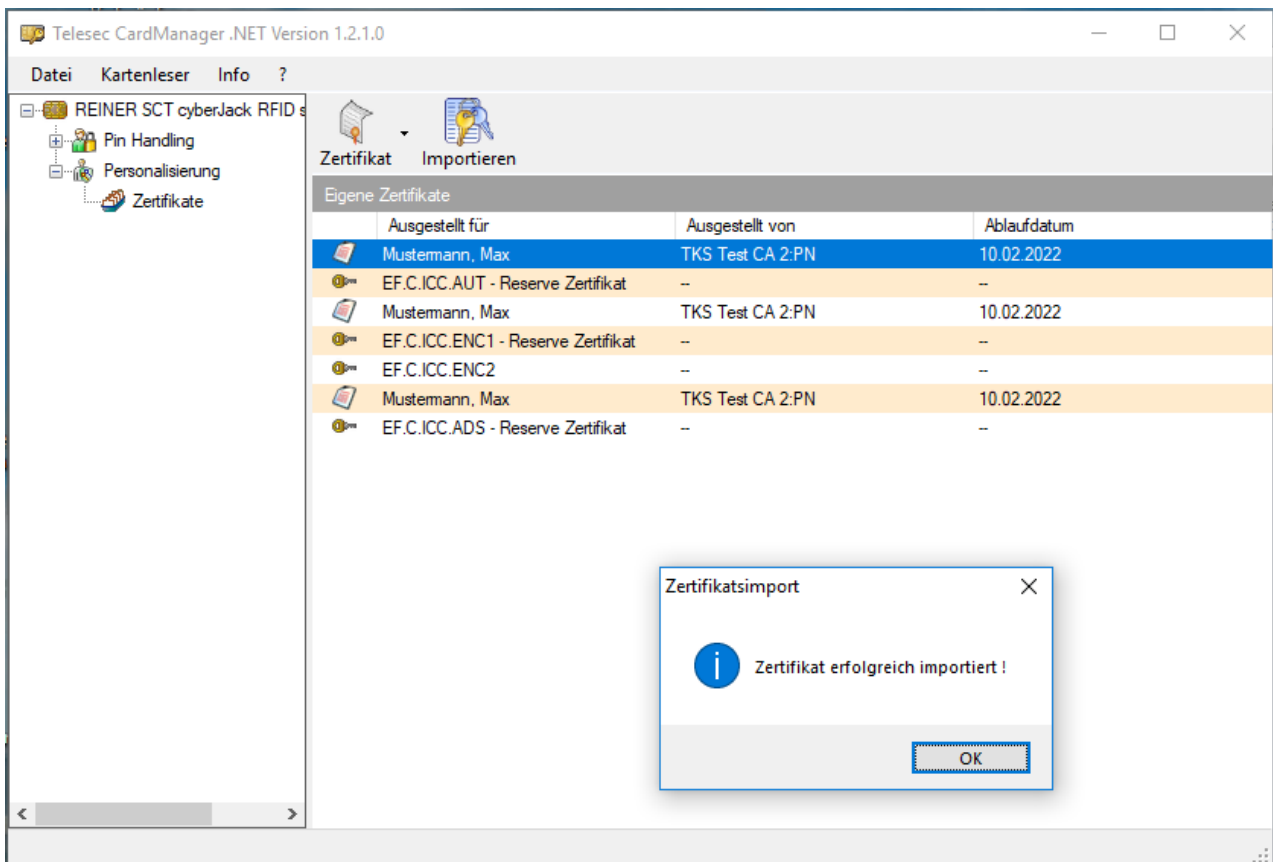 Telesec CardManager .NET Version 1.2.1.0
Datei Kartenleser Info ?
REINER SCT cyberJack RFID s
Pin Handling
Personalisierung
Zertifikate
Zertifikat Importieren
Eigene Zertifikate
Ausgestellt für Ausgestellt von Ablaufdatum
Mustermann, Max TKS Test CA 2:PN 10.02.2022
EF.C.ICC.AUT - Reserve Zertifikat -- --
Mustermann, Max TKS Test CA 2:PN 10.02.2022
EF.C.ICC.ENC1 - Reserve Zertifikat -- --
EF.C.ICC.ENC2 -- --
Mustermann, Max TKS Test CA 2:PN 10.02.2022
EF.C.ICC.ADS - Reserve Zertifikat -- --
Zertifikatsimport
Zertifikat erfolgreich importiert !
OK